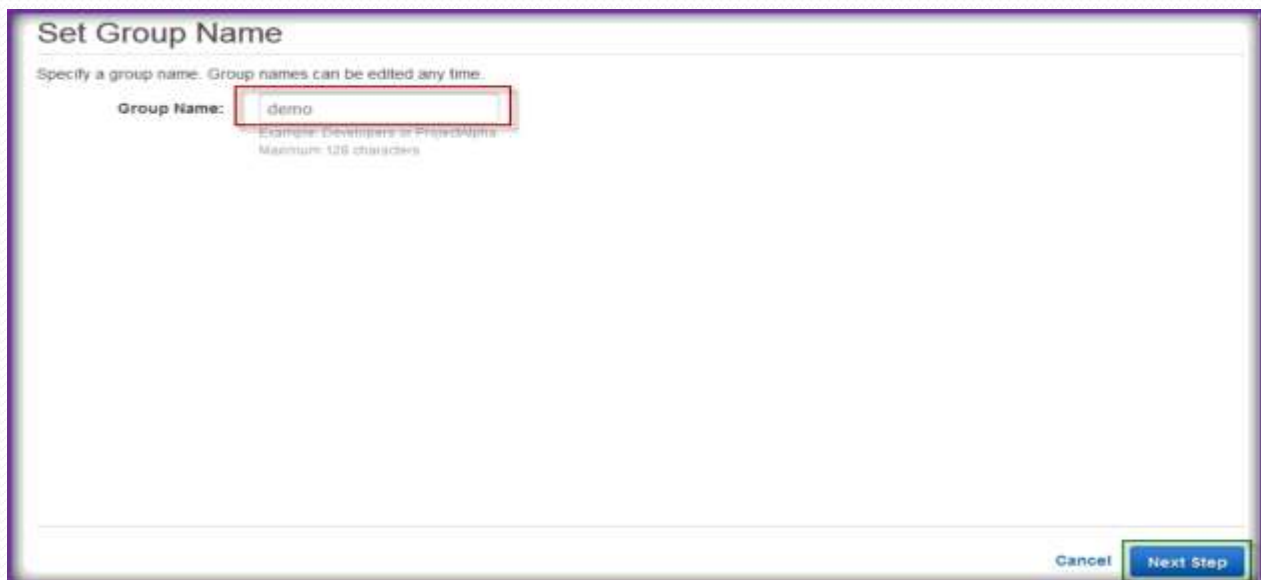 Set Group Name
Specify a group name. Group names can be edited any time.
Group Name: demo
Example: Developers or ProjectAlpha
Maximum 128 characters
Cancel Next Step